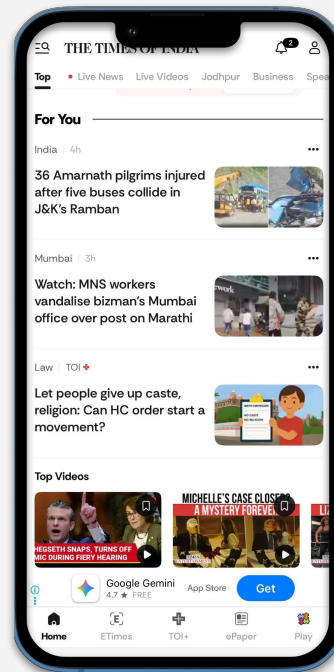 THE TIMES OF INDIA
2
Top
Live News
Live Videos
Jodhpur
Business
Spea
For You
India | 4h
36 Amarnath pilgrims injured
after five buses collide in
J&K's Ramban
Mumbai | 3h
Watch: MNS workers
vandalise bizman's Mumbai
office over post on Marathi
Law | TOI+
Let people give up caste,
religion: Can HC order start a
movement?
Top Videos
HEGSETH SNAPS, TURNS OFF
MIC DURING FIERY HEARING
MICHELLE'S CASE CLOSED?
A MYSTERY FOREVER
Google Gemini
4.7 ★ FREE
App Store
Get
Home
ETimes
TOI+
ePaper
Play